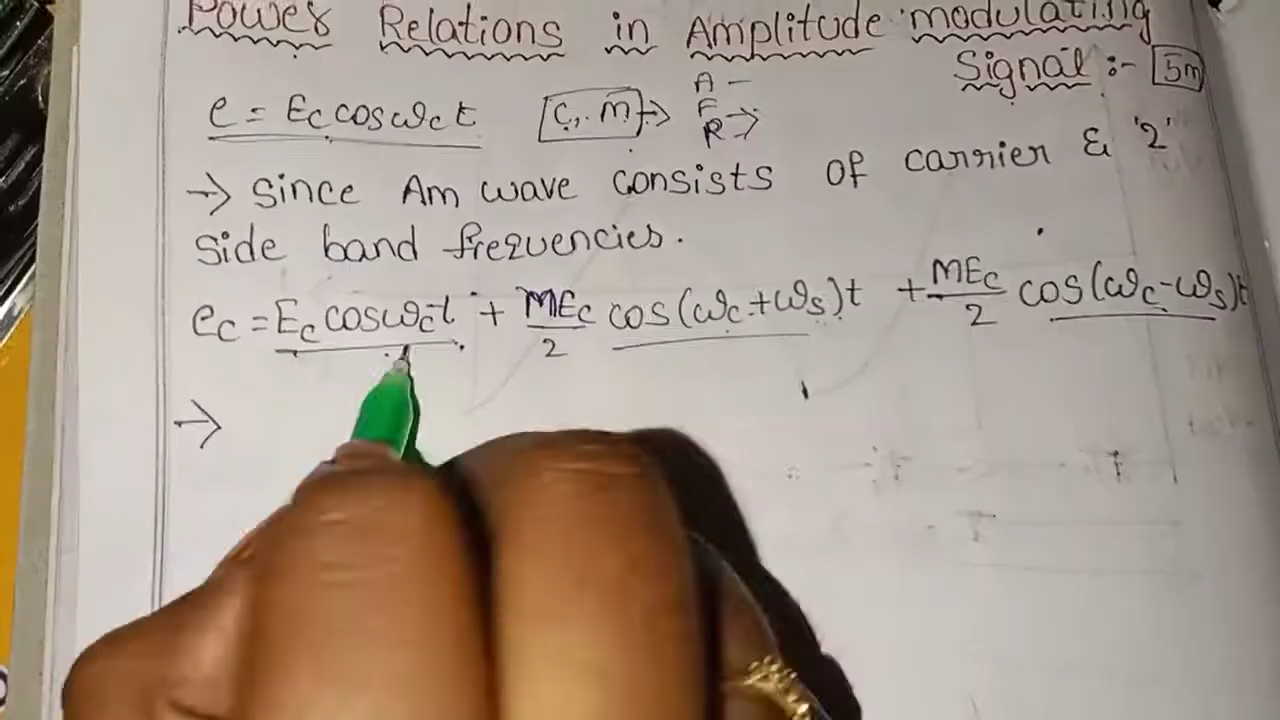 Power Relations in Amplitude modulating
Signal :- 5m
e = Ec cosωct [C, m]→ A –
F →
R →
→ Since Am wave consists of carrier & '2'
Side band frequencies.
ec = Ec cosωct + MEc/2 cos(ωc+ωs)t + MEc/2 cos(ωc-ωs)t
→